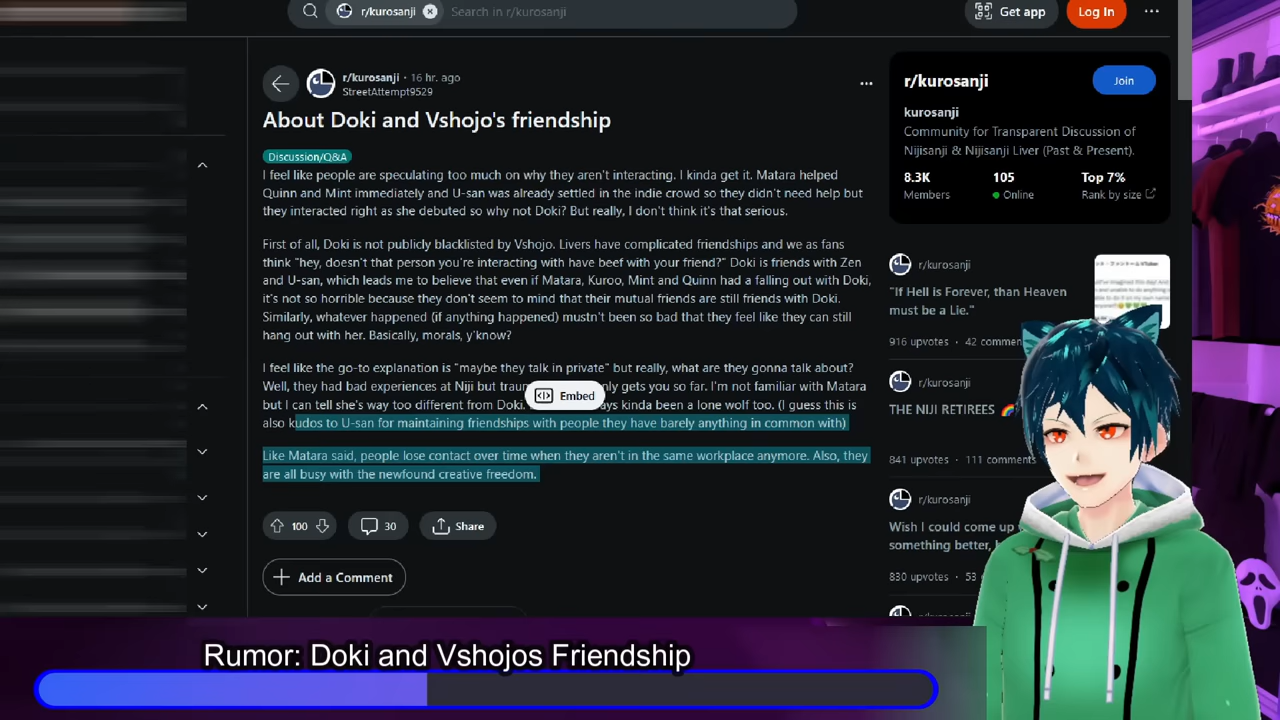 r/kurosanji
Search in r/kurosanji
Get app
Log In
r/kurosanji • 16 hr. ago
StreetAttempt9529
About Doki and Vshojo's friendship
Discussion/Q&A
I feel like people are speculating too much on why they aren't interacting. I kinda get it. Matara helped
Quinn and Mint immediately and U-san was already settled in the indie crowd so they didn't need help but
they interacted right as she debuted so why not Doki? But really, I don't think it's that serious.
First of all, Doki is not publicly blacklisted by Vshojo. Livers have complicated friendships and we as fans
think "hey, doesn't that person you're interacting with have beef with your friend?" Doki is friends with Zen
and U-san, which leads me to believe that even if Matara, Kuroo, Mint and Quinn had a falling out with Doki,
it's not so horrible because they don't seem to mind that their mutual friends are still friends with Doki.
Similarly, whatever happened (if anything happened) mustn't been so bad that they feel like they can still
hang out with her. Basically, morals, y'know?
I feel like the go-to explanation is "maybe they talk in private" but really, what are they gonna talk about?
Well, they had bad experiences at Niji but only gets you so far. I'm not familiar with Matara
but I can tell she's way too different from Doki. kinda been a lone wolf too. (I guess this is
also kudos to U-san for maintaining friendships with people they have barely anything in common with)
Like Matara said, people lose contact over time when they aren't in the same workplace anymore. Also, they
are all busy with the newfound creative freedom.
Embed
100
30
Share
Add a Comment
r/kurosanji
Join
kurosanji
Community for Transparent Discussion of
Nijisanji & Nijisanji Liver (Past & Present).
8.3K
105
Top 7%
Members
Online
Rank by size
r/kurosanji
"If Hell is Forever, than Heaven
must be a Lie."
916 upvotes • 42
r/kurosanji
THE NIJI RETIREES
841 upvotes • 111 comments
r/kurosanji
Wish I could come up
something better,
830 upvotes • 53
Rumor: Doki and Vshojos Friendship